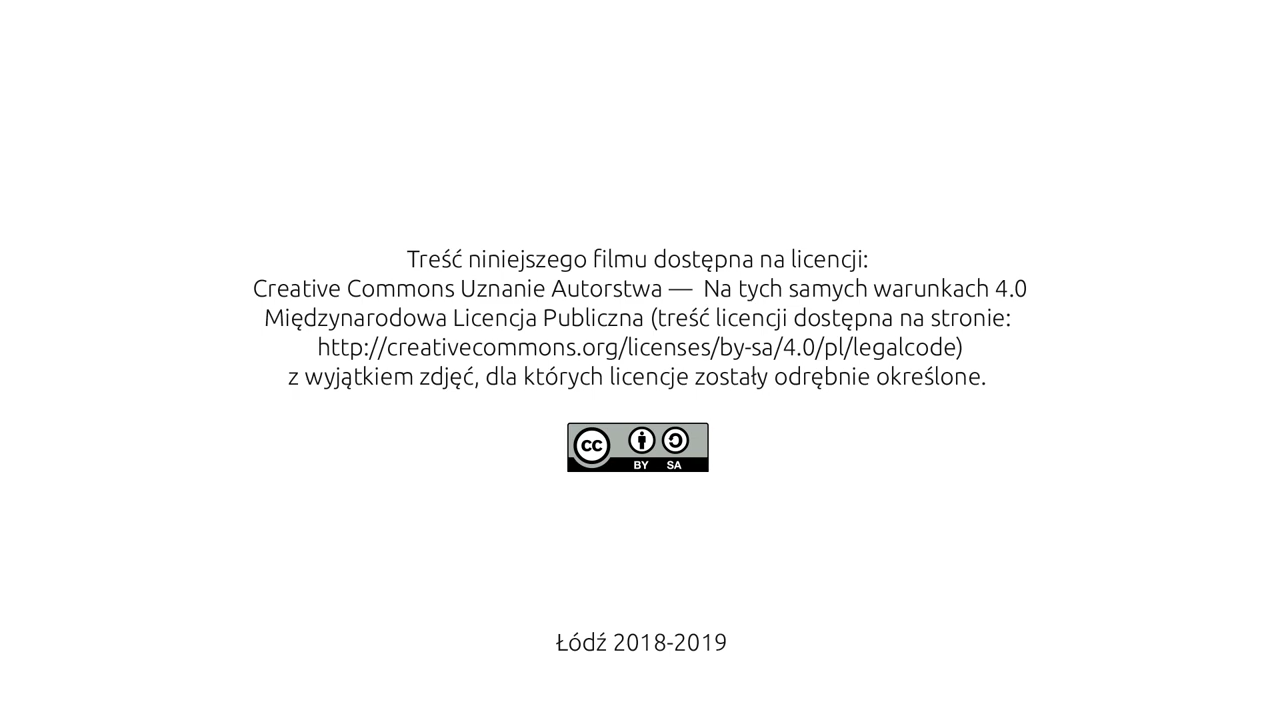 Treść niniejszego filmu dostępna na licencji:
Creative Commons Uznanie Autorstwa — Na tych samych warunkach 4.0
Międzynarodowa Licencja Publiczna (treść licencji dostępna na stronie:
http://creativecommons.org/licenses/by-sa/4.0/pl/legalcode)
z wyjątkiem zdjęć, dla których licencje zostały odrębnie określone.
cc
BY SA
Łódź 2018-2019